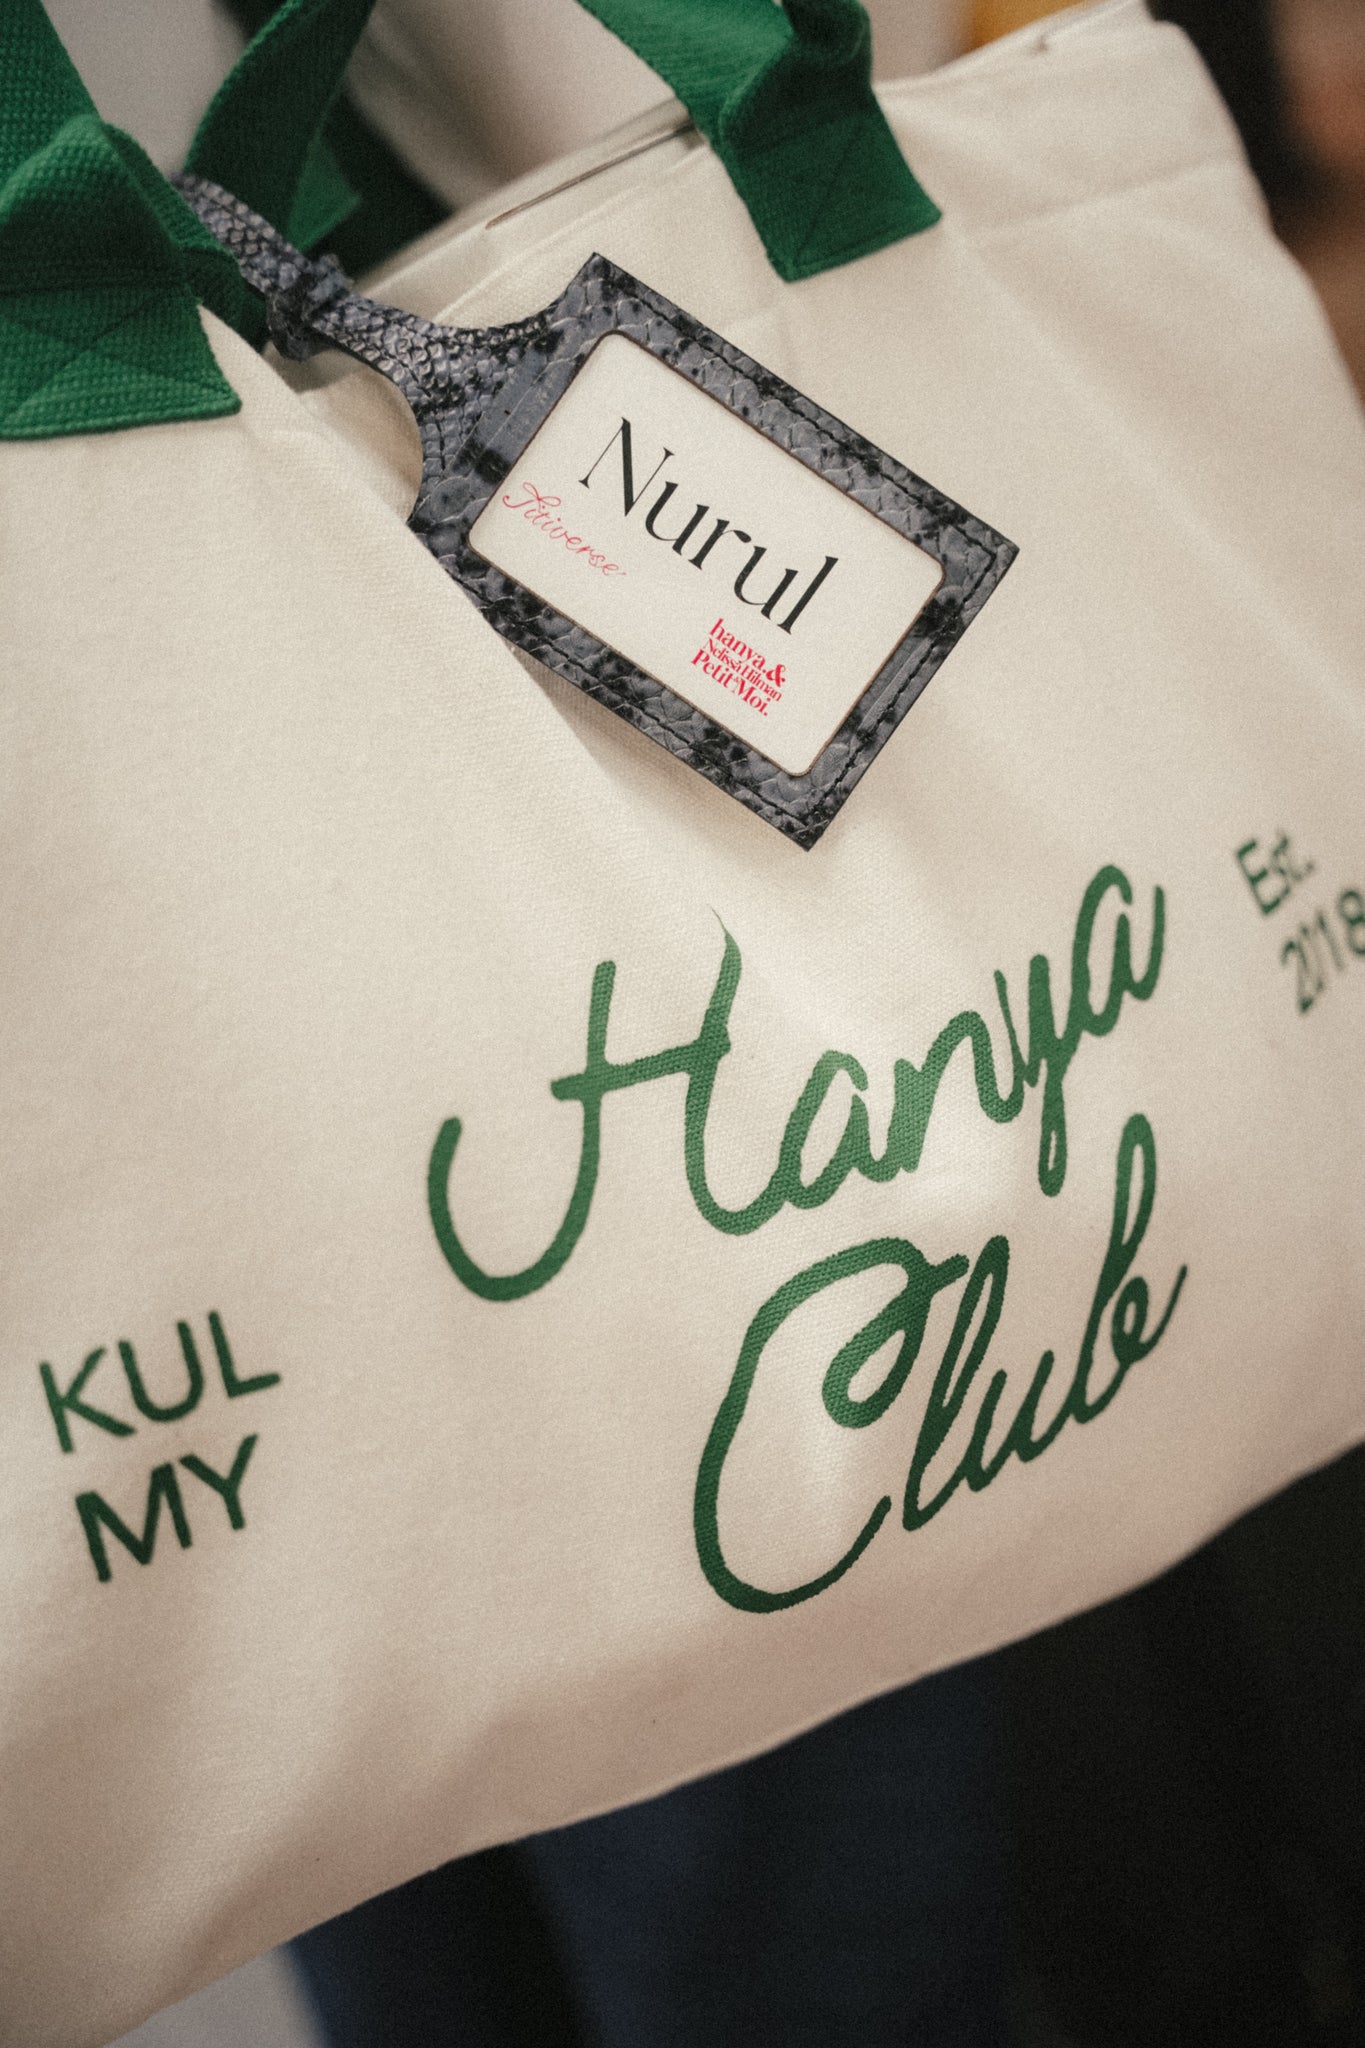 Nurul
Sitiverse
hanya.&
Nelissa Hilman
Petit Moi.
Hanya
Club
Est.
2018
KUL
MY